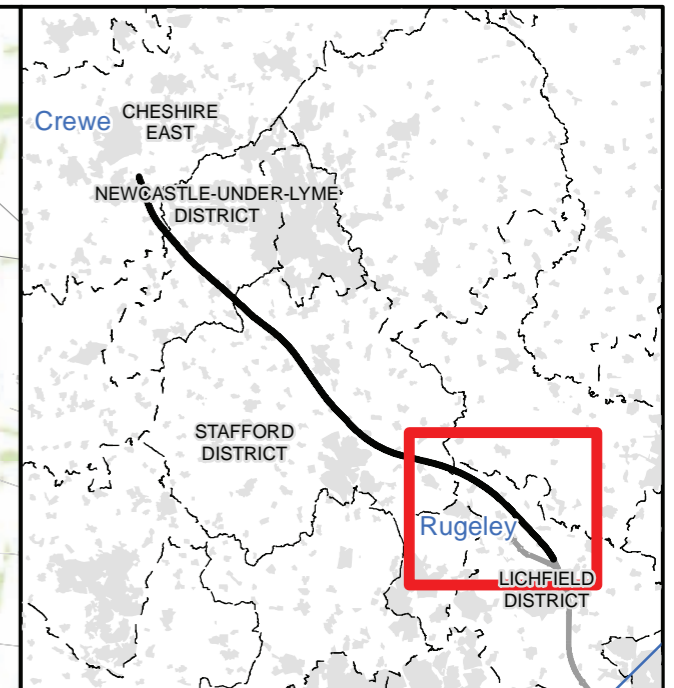 Crewe
CHESHIRE
EAST
NEWCASTLE-UNDER-LYME
DISTRICT
STAFFORD
DISTRICT
Rugeley
LICHFIELD
DISTRICT